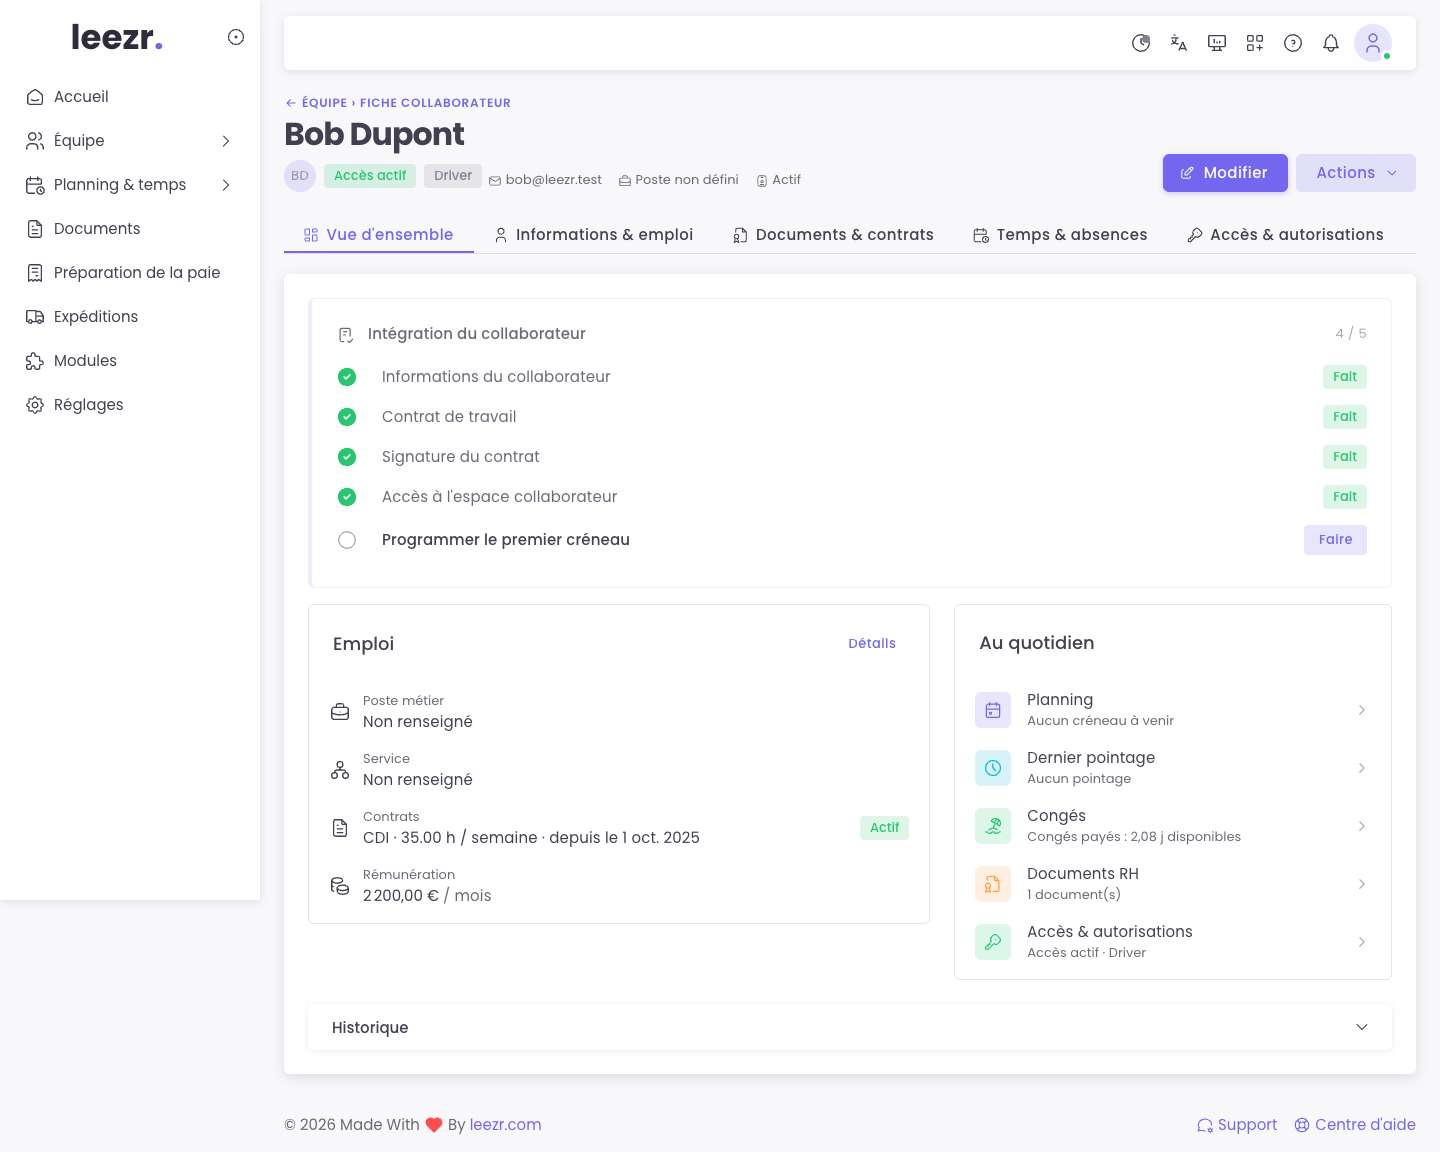 leezr.
Accueil
Équipe
Planning & temps
Documents
Préparation de la paie
Expéditions
Modules
Réglages
← ÉQUIPE › FICHE COLLABORATEUR
Bob Dupont
BD Accès actif Driver bob@leezr.test Poste non défini Actif
Modifier Actions
Vue d'ensemble Informations & emploi Documents & contrats Temps & absences Accès & autorisations
Intégration du collaborateur 4 / 5
Informations du collaborateur Fait
Contrat de travail Fait
Signature du contrat Fait
Accès à l'espace collaborateur Fait
Programmer le premier créneau Faire
Emploi Détails
Poste métier
Non renseigné
Service
Non renseigné
Contrats
CDI · 35.00 h / semaine · depuis le 1 oct. 2025 Actif
Rémunération
2 200,00 € / mois
Au quotidien
Planning
Aucun créneau à venir
Dernier pointage
Aucun pointage
Congés
Congés payés : 2,08 j disponibles
Documents RH
1 document(s)
Accès & autorisations
Accès actif · Driver
Historique
© 2026 Made With ❤ By leezr.com
Support Centre d'aide